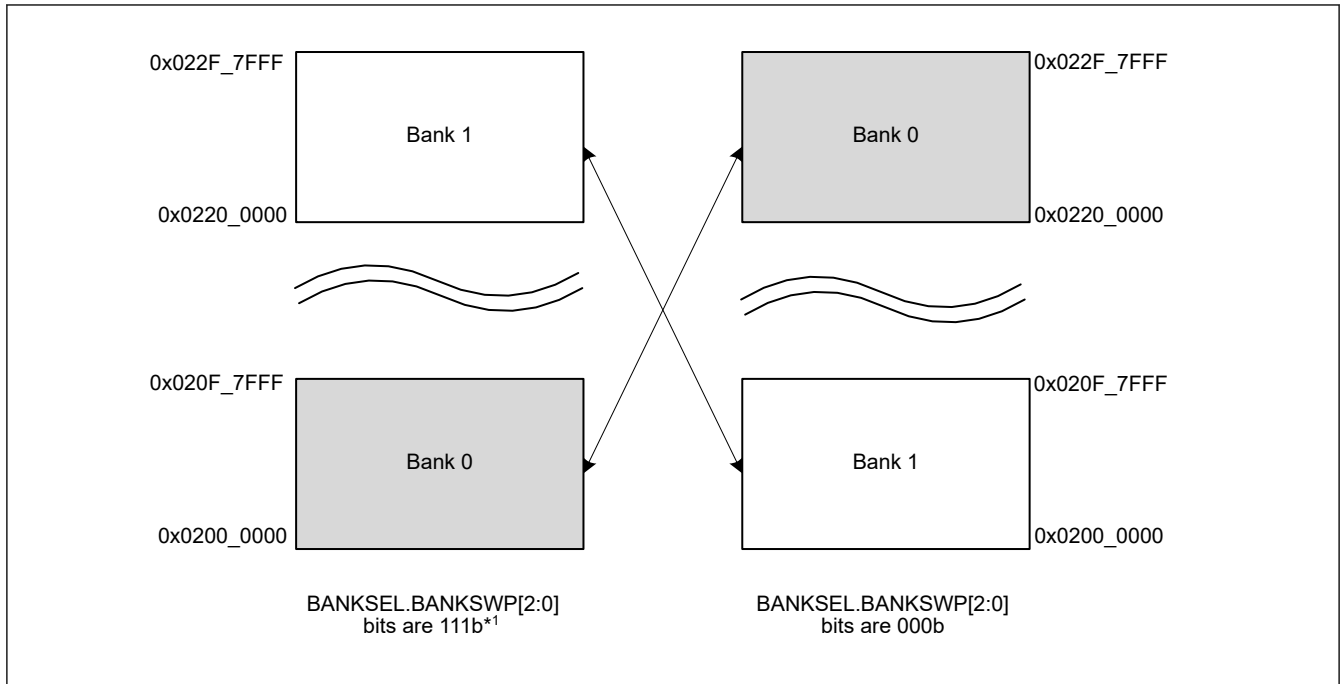 0x022F_7FFF
Bank 1
0x0220_0000
0x022F_7FFF
Bank 0
0x0220_0000
0x020F_7FFF
Bank 0
0x0200_0000
0x020F_7FFF
Bank 1
0x0200_0000
BANKSEL.BANKSWP[2:0]
bits are 111b*1
BANKSEL.BANKSWP[2:0]
bits are 000b